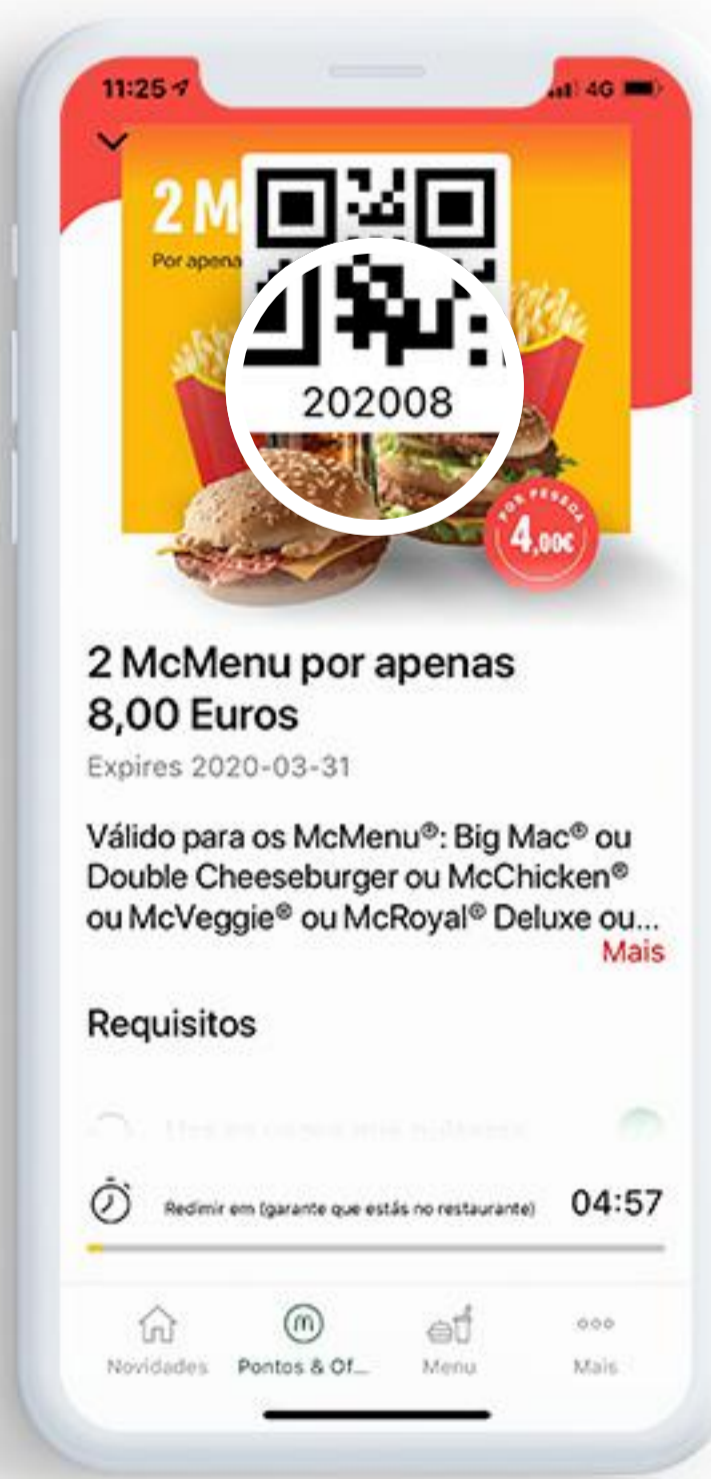 11:25
4G
2 M
Por apena
202008
POR PESSOA
4,00€
2 McMenu por apenas
8,00 Euros
Expires 2020-03-31
Válido para os McMenu®: Big Mac® ou
Double Cheeseburger ou McChicken®
ou McVeggie® ou McRoyal® Deluxe ou...
Mais
Requisitos
Redimir em (garante que estás no restaurante)
04:57
Novidades
Pontos & Of...
Menu
Mais